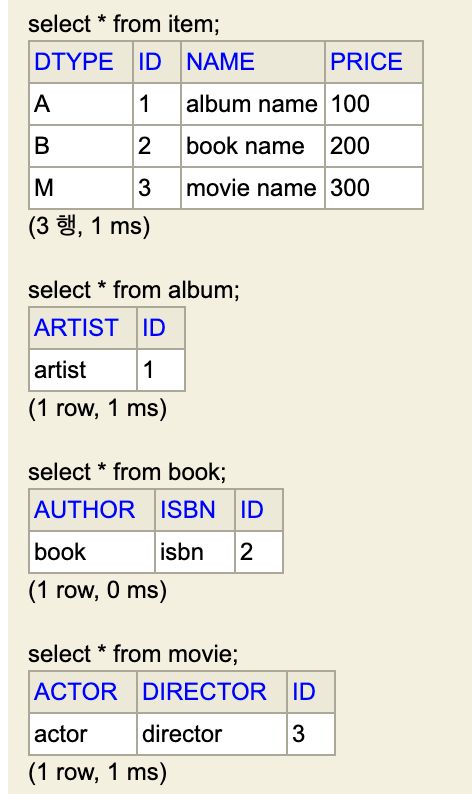 select * from item;
DTYPE ID NAME PRICE
A 1 album name 100
B 2 book name 200
M 3 movie name 300
(3 행, 1 ms)
select * from album;
ARTIST ID
artist 1
(1 row, 1 ms)
select * from book;
AUTHOR ISBN ID
book isbn 2
(1 row, 0 ms)
select * from movie;
ACTOR DIRECTOR ID
actor director 3
(1 row, 1 ms)